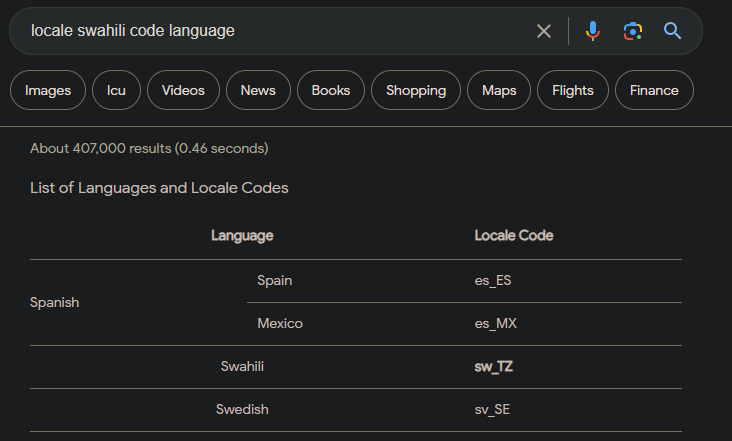 locale swahili code language
Images Icu Videos News Books Shopping Maps Flights Finance
About 407,000 results (0.46 seconds)
List of Languages and Locale Codes
Language Locale Code
Spanish
Spain es_ES
Mexico es_MX
Swahili sw_TZ
Swedish sv_SE